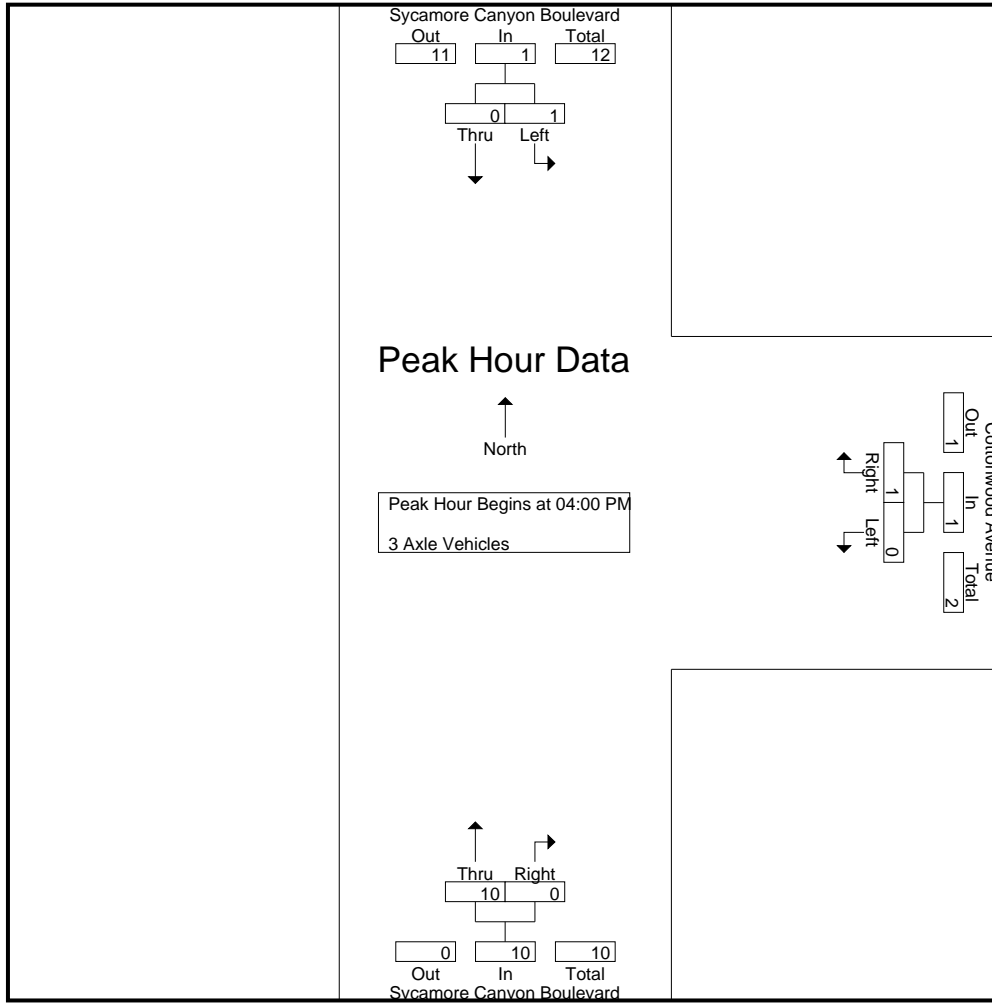 Sycamore Canyon Boulevard
Out In Total
11 1 12
0 1
Thru Left
Peak Hour Data
North
Peak Hour Begins at 04:00 PM
3 Axle Vehicles
Cottonwood Avenue
Out In Total
1 1 2
Right Left
1 0
Thru Right
10 0
0 10 10
Out In Total
Sycamore Canyon Boulevard